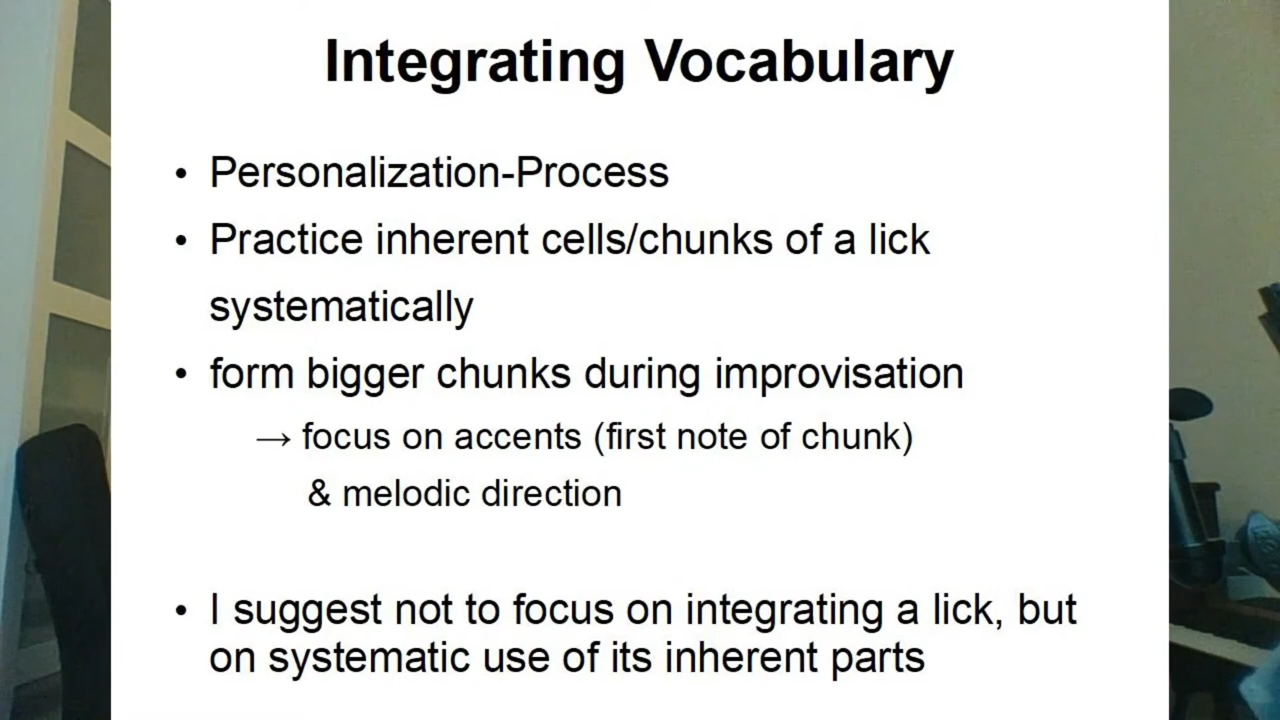 Integrating Vocabulary
• Personalization-Process
• Practice inherent cells/chunks of a lick
systematically
• form bigger chunks during improvisation
→ focus on accents (first note of chunk)
& melodic direction
• I suggest not to focus on integrating a lick, but
on systematic use of its inherent parts